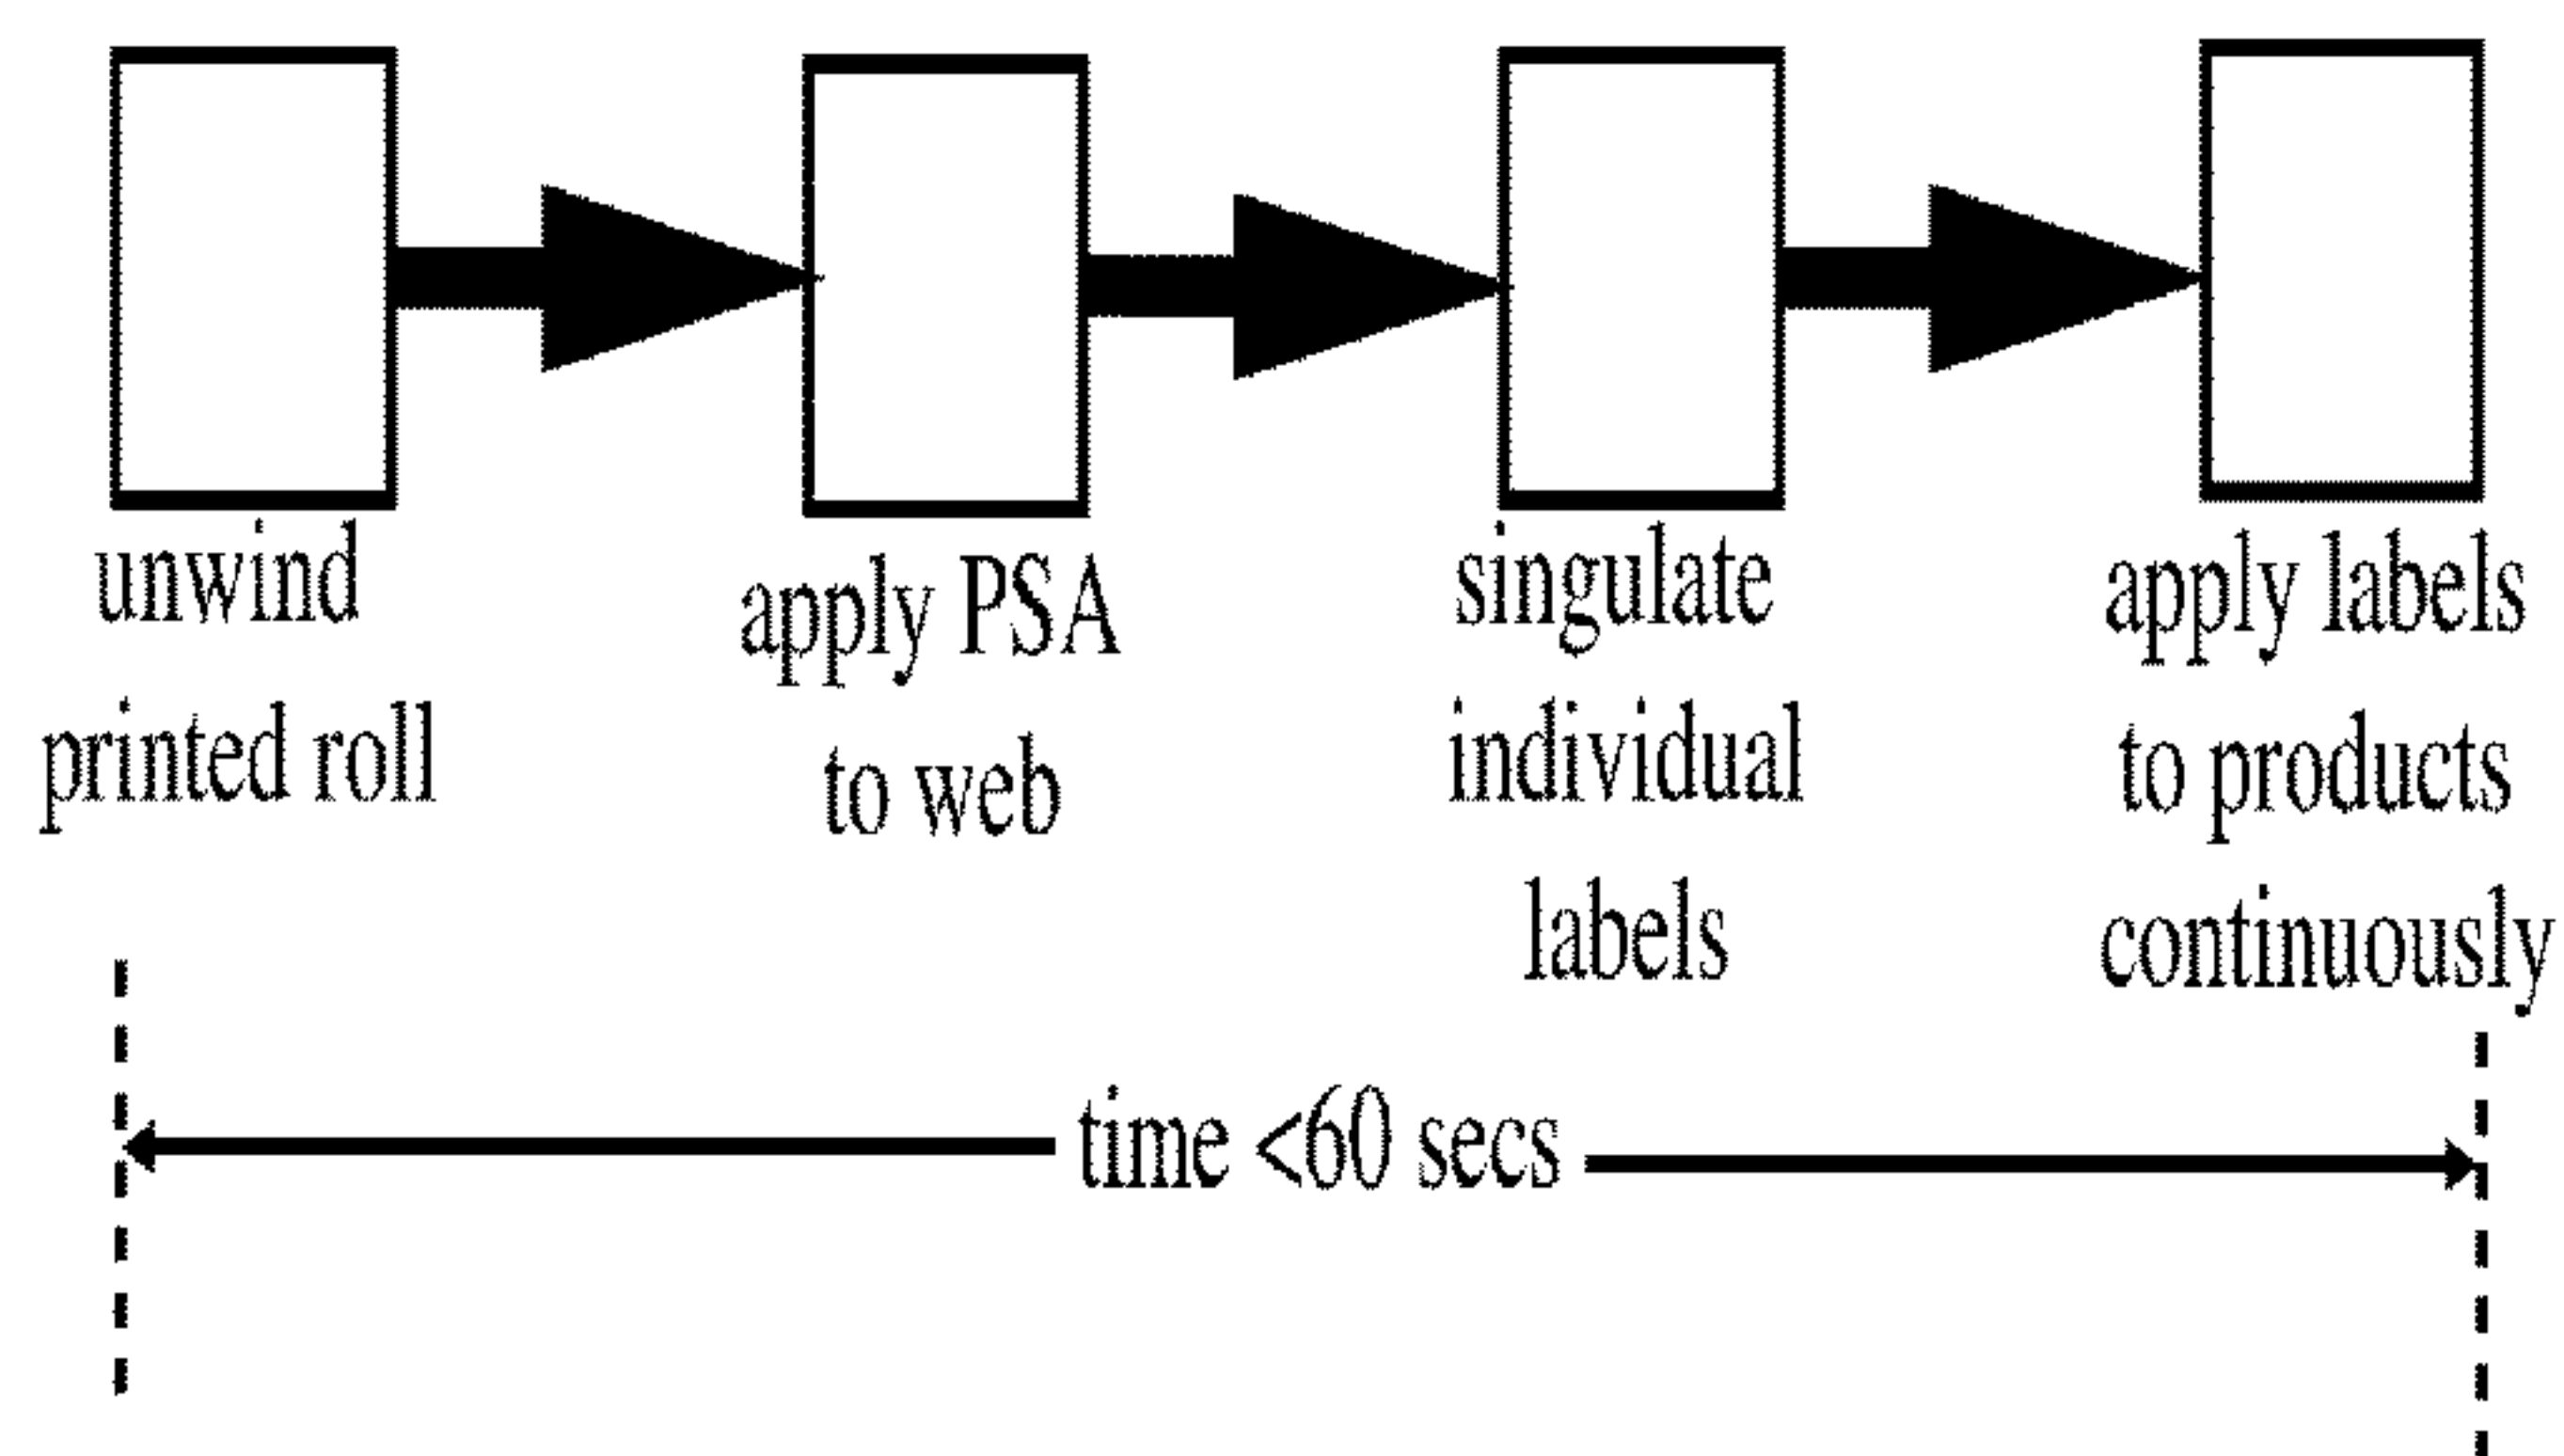 unwind
printed roll
apply PSA
to web
singulate
individual
labels
apply labels
to products
continuously
time <60 secs